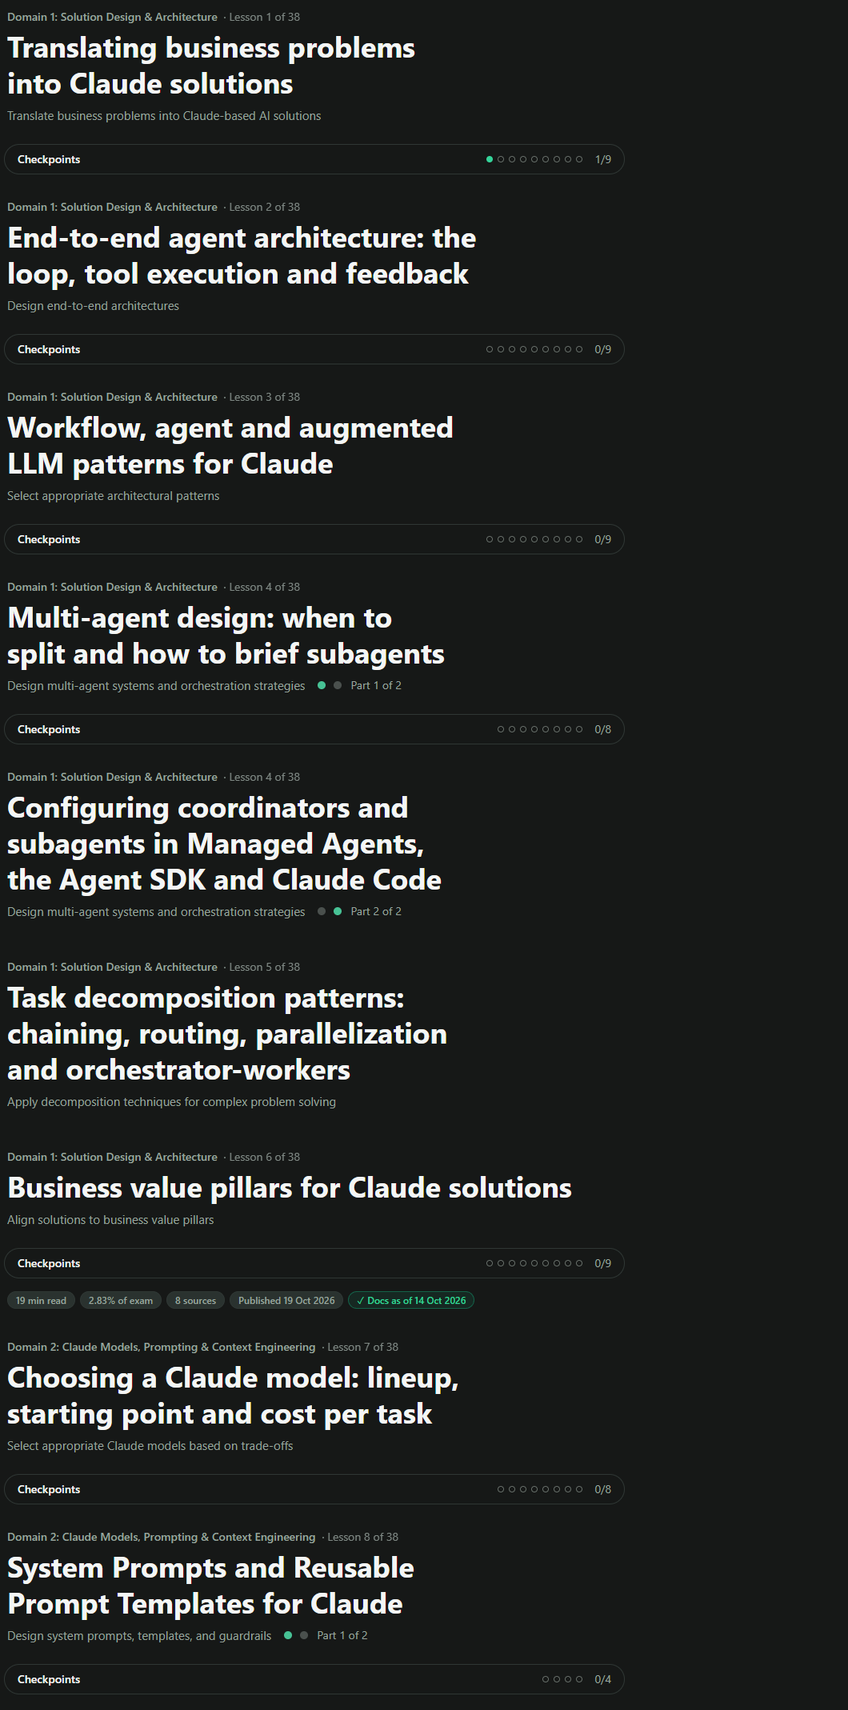 Domain 1: Solution Design & Architecture · Lesson 1 of 38
Translating business problems
into Claude solutions
Translate business problems into Claude-based AI solutions
Checkpoints 1/9
Domain 1: Solution Design & Architecture · Lesson 2 of 38
End-to-end agent architecture: the
loop, tool execution and feedback
Design end-to-end architectures
Checkpoints 0/9
Domain 1: Solution Design & Architecture · Lesson 3 of 38
Workflow, agent and augmented
LLM patterns for Claude
Select appropriate architectural patterns
Checkpoints 0/9
Domain 1: Solution Design & Architecture · Lesson 4 of 38
Multi-agent design: when to
split and how to brief subagents
Design multi-agent systems and orchestration strategies Part 1 of 2
Checkpoints 0/8
Domain 1: Solution Design & Architecture · Lesson 4 of 38
Configuring coordinators and
subagents in Managed Agents,
the Agent SDK and Claude Code
Design multi-agent systems and orchestration strategies Part 2 of 2
Domain 1: Solution Design & Architecture · Lesson 5 of 38
Task decomposition patterns:
chaining, routing, parallelization
and orchestrator-workers
Apply decomposition techniques for complex problem solving
Domain 1: Solution Design & Architecture · Lesson 6 of 38
Business value pillars for Claude solutions
Align solutions to business value pillars
Checkpoints 0/9
19 min read 2.83% of exam 8 sources Published 19 Oct 2026 ✓ Docs as of 14 Oct 2026
Domain 2: Claude Models, Prompting & Context Engineering · Lesson 7 of 38
Choosing a Claude model: lineup,
starting point and cost per task
Select appropriate Claude models based on trade-offs
Checkpoints 0/8
Domain 2: Claude Models, Prompting & Context Engineering · Lesson 8 of 38
System Prompts and Reusable
Prompt Templates for Claude
Design system prompts, templates, and guardrails Part 1 of 2
Checkpoints 0/4